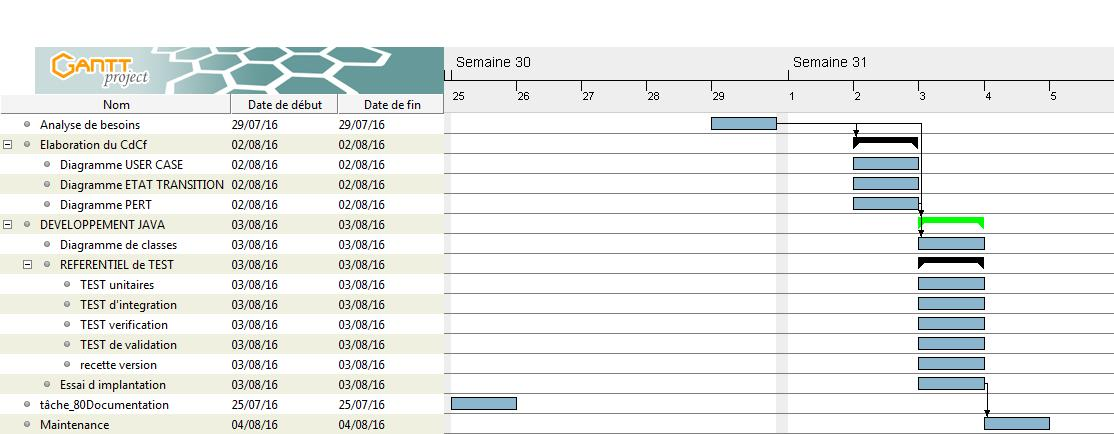 GANTT
project
Semaine 30 Semaine 31
25 26 27 28 29 1 2 3 4 5
Nom Date de début Date de fin
Analyse de besoins 29/07/16 29/07/16
Elaboration du CdCf 02/08/16 02/08/16
Diagramme USER CASE 02/08/16 02/08/16
Diagramme ETAT TRANSITION 02/08/16 02/08/16
Diagramme PERT 02/08/16 02/08/16
DEVELOPPEMENT JAVA 03/08/16 03/08/16
Diagramme de classes 03/08/16 03/08/16
REFERENTIEL de TEST 03/08/16 03/08/16
TEST unitaires 03/08/16 03/08/16
TEST d'integration 03/08/16 03/08/16
TEST verification 03/08/16 03/08/16
TEST de validation 03/08/16 03/08/16
recette version 03/08/16 03/08/16
Essai d implantation 03/08/16 03/08/16
tâche_80Documentation 25/07/16 25/07/16
Maintenance 04/08/16 04/08/16